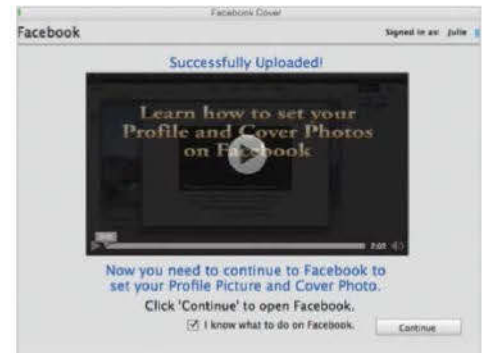 Facebook Cover
Facebook
Signed in as: Julie
Successfully Uploaded!
Learn how to set your
Profile and Cover Photos
on Facebook
Now you need to continue to Facebook to
set your Profile Picture and Cover Photo.
Click 'Continue' to open Facebook.
I know what to do on Facebook.
Continue